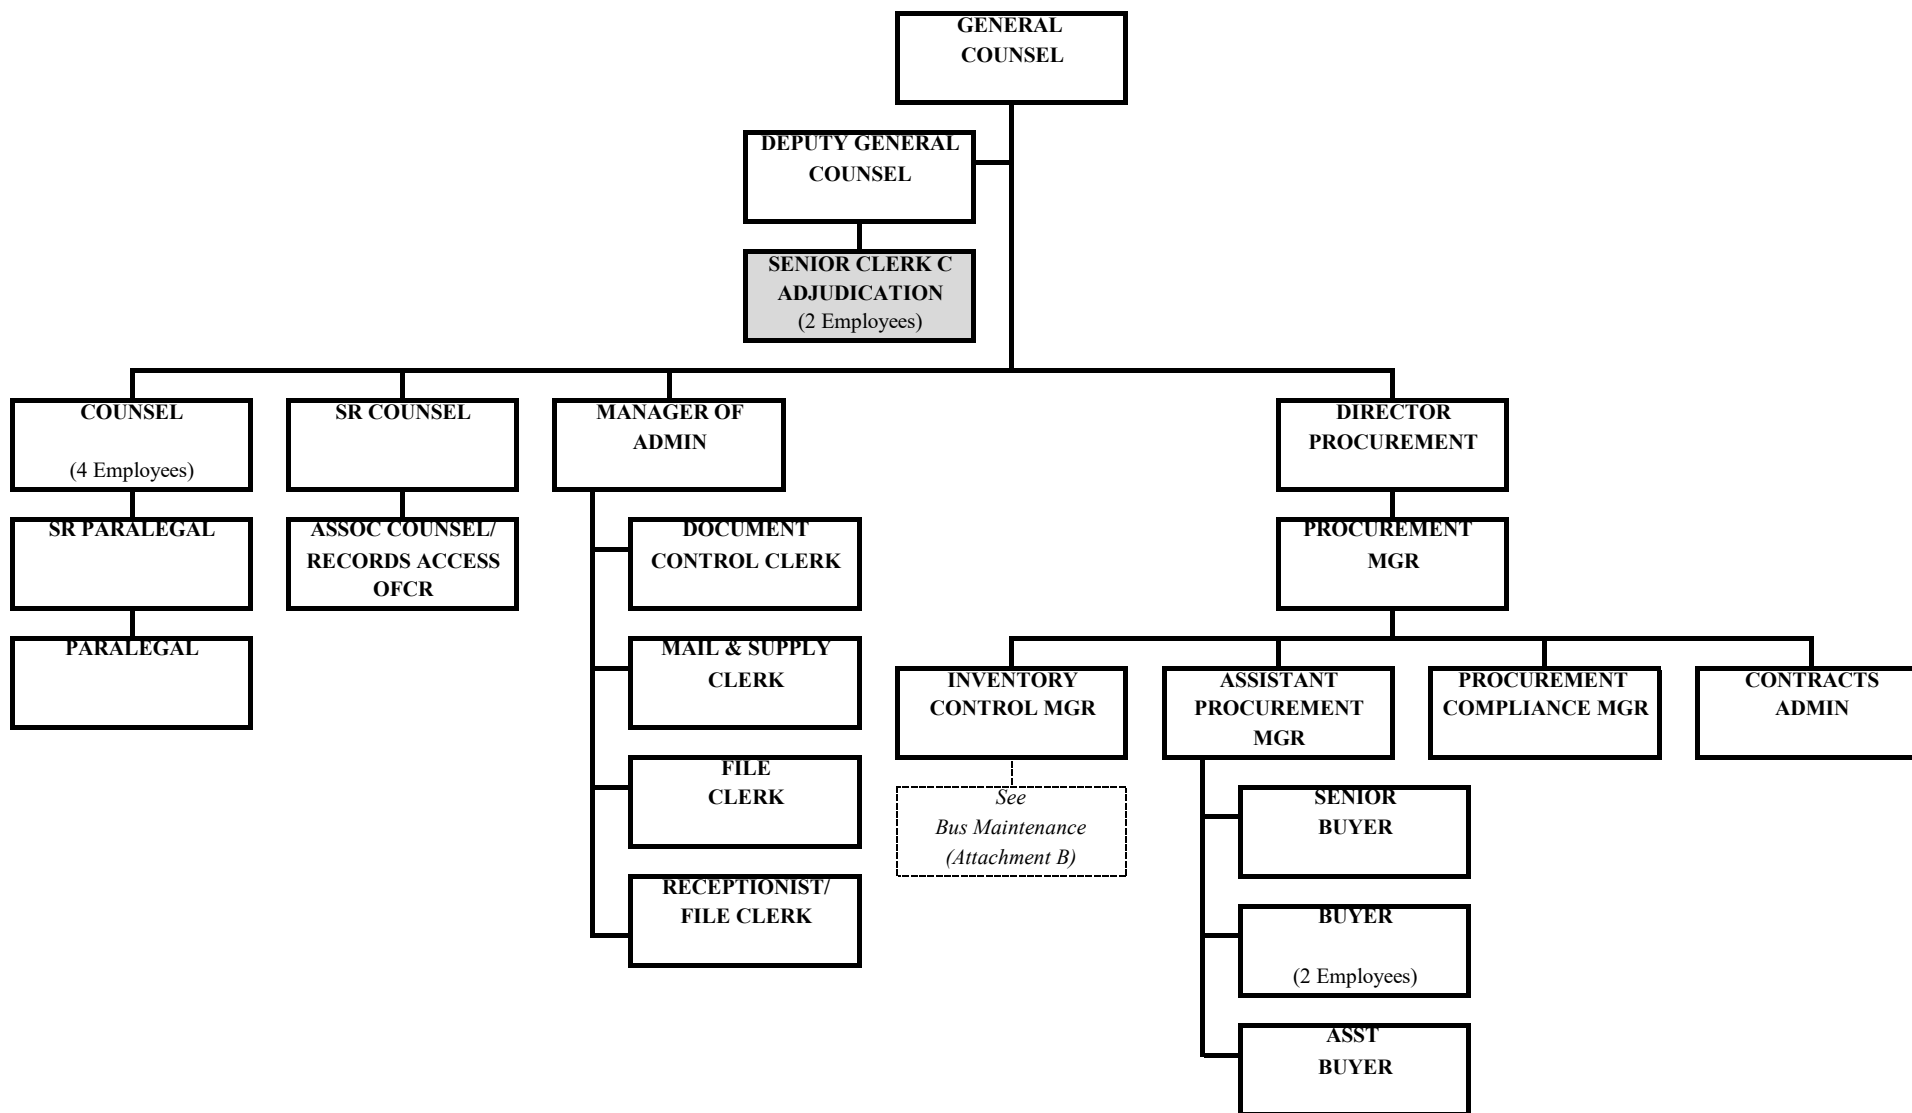 GENERAL
COUNSEL
DEPUTY GENERAL
COUNSEL
SENIOR CLERK C
ADJUDICATION
(2 Employees)
COUNSEL
(4 Employees)
SR COUNSEL
MANAGER OF
ADMIN
DIRECTOR
PROCUREMENT
SR PARALEGAL
ASSOC COUNSEL/
RECORDS ACCESS
OFCR
DOCUMENT
CONTROL CLERK
PROCUREMENT
MGR
PARALEGAL
MAIL & SUPPLY
CLERK
INVENTORY
CONTROL MGR
ASSISTANT
PROCUREMENT
MGR
PROCUREMENT
COMPLIANCE MGR
CONTRACTS
ADMIN
FILE
CLERK
See
Bus Maintenance
(Attachment B)
SENIOR
BUYER
RECEPTIONIST/
FILE CLERK
BUYER
(2 Employees)
ASST
BUYER